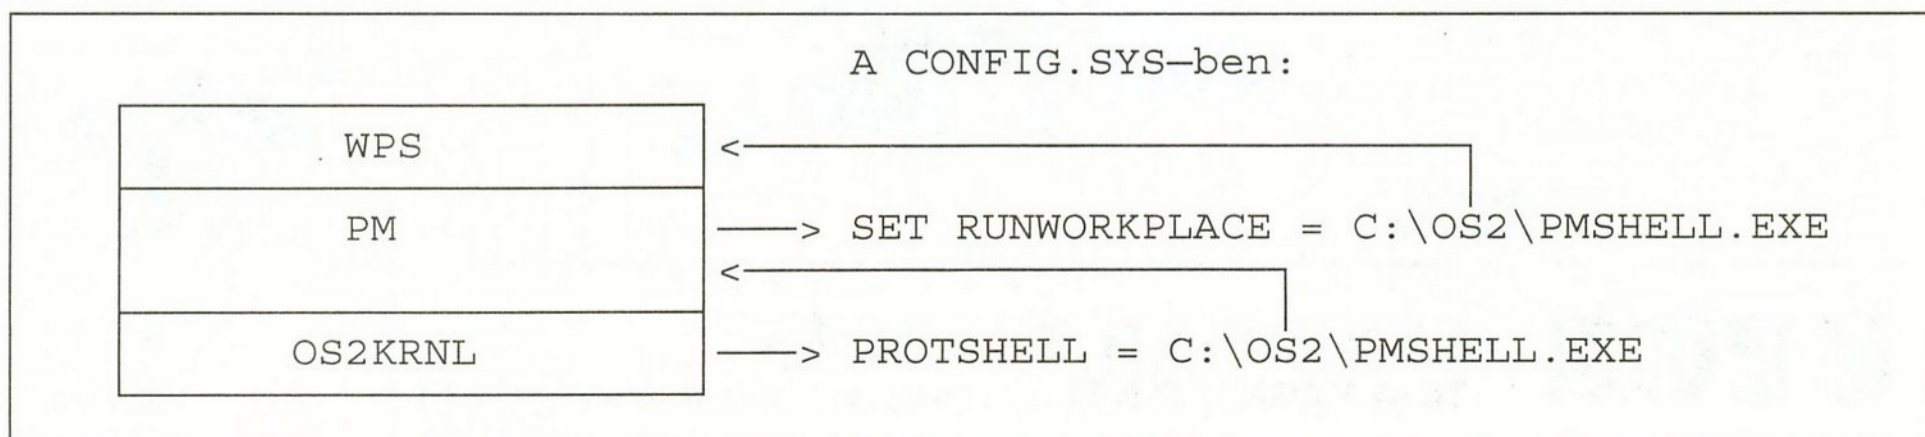 A CONFIG.SYS—ben:
WPS
PM
SET RUNWORKPLACE = C:\OS2\PMSHELL.EXE
OS2KRNL
PROTSHELL = C:\OS2\PMSHELL.EXE